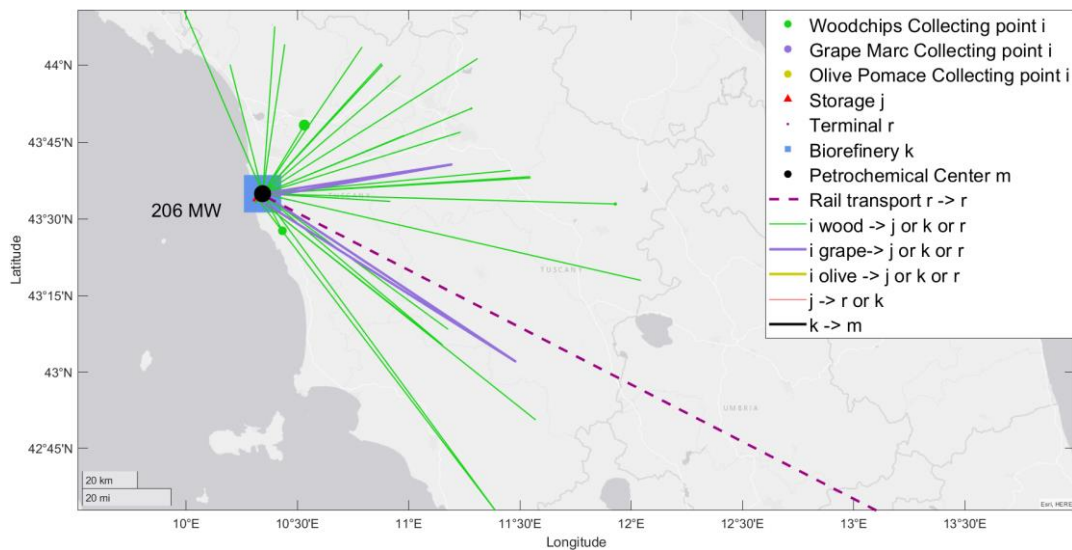 Woodchips Collecting point i
Grape Marc Collecting point i
Olive Pomace Collecting point i
Storage j
Terminal r
Biorefinery k
Petrochemical Center m
Rail transport r -> r
i wood -> j or k or r
i grape-> j or k or r
i olive -> j or k or r
j -> r or k
k -> m
Latitude
44°N
43°45'N
43°30'N
43°15'N
43°N
42°45'N
206 MW
TUSCANY
UMBRIA
20 km
20 mi
Esri, HERE
10°E
10°30'E
11°E
11°30'E
12°E
12°30'E
13°E
13°30'E
Longitude